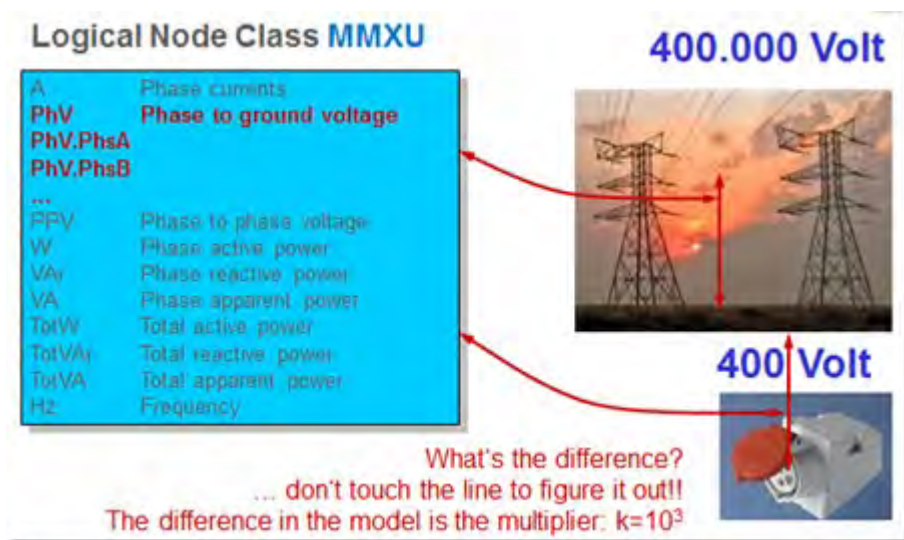 Logical Node Class MMXU
400.000 Volt
A Phase currents
PhV Phase to ground voltage
PhV.PhsA
PhV.PhsB
...
PPV Phase to phase voltage
W Phase active power
VAr Phase reactive power
VA Phase apparent power
TotW Total active power
TotVAr Total reactive power
TotVA Total apparent power
Hz Frequency
400 Volt
What's the difference?
... don't touch the line to figure it out!!
The difference in the model is the multiplier: k=10³